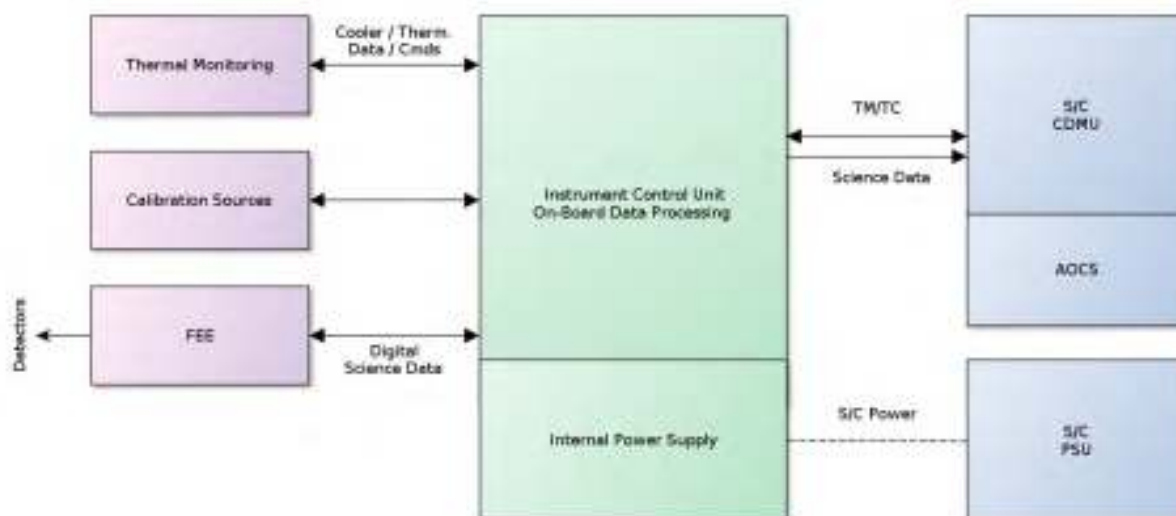 Thermal Monitoring
Cooler / Therm.
Data / Cmds
Calibration Sources
Detectors
FEE
Digital
Science Data
Instrument Control Unit
On-Board Data Processing
Internal Power Supply
TM/TC
Science Data
S/C
CDMU
AOCS
S/C Power
S/C
PSU